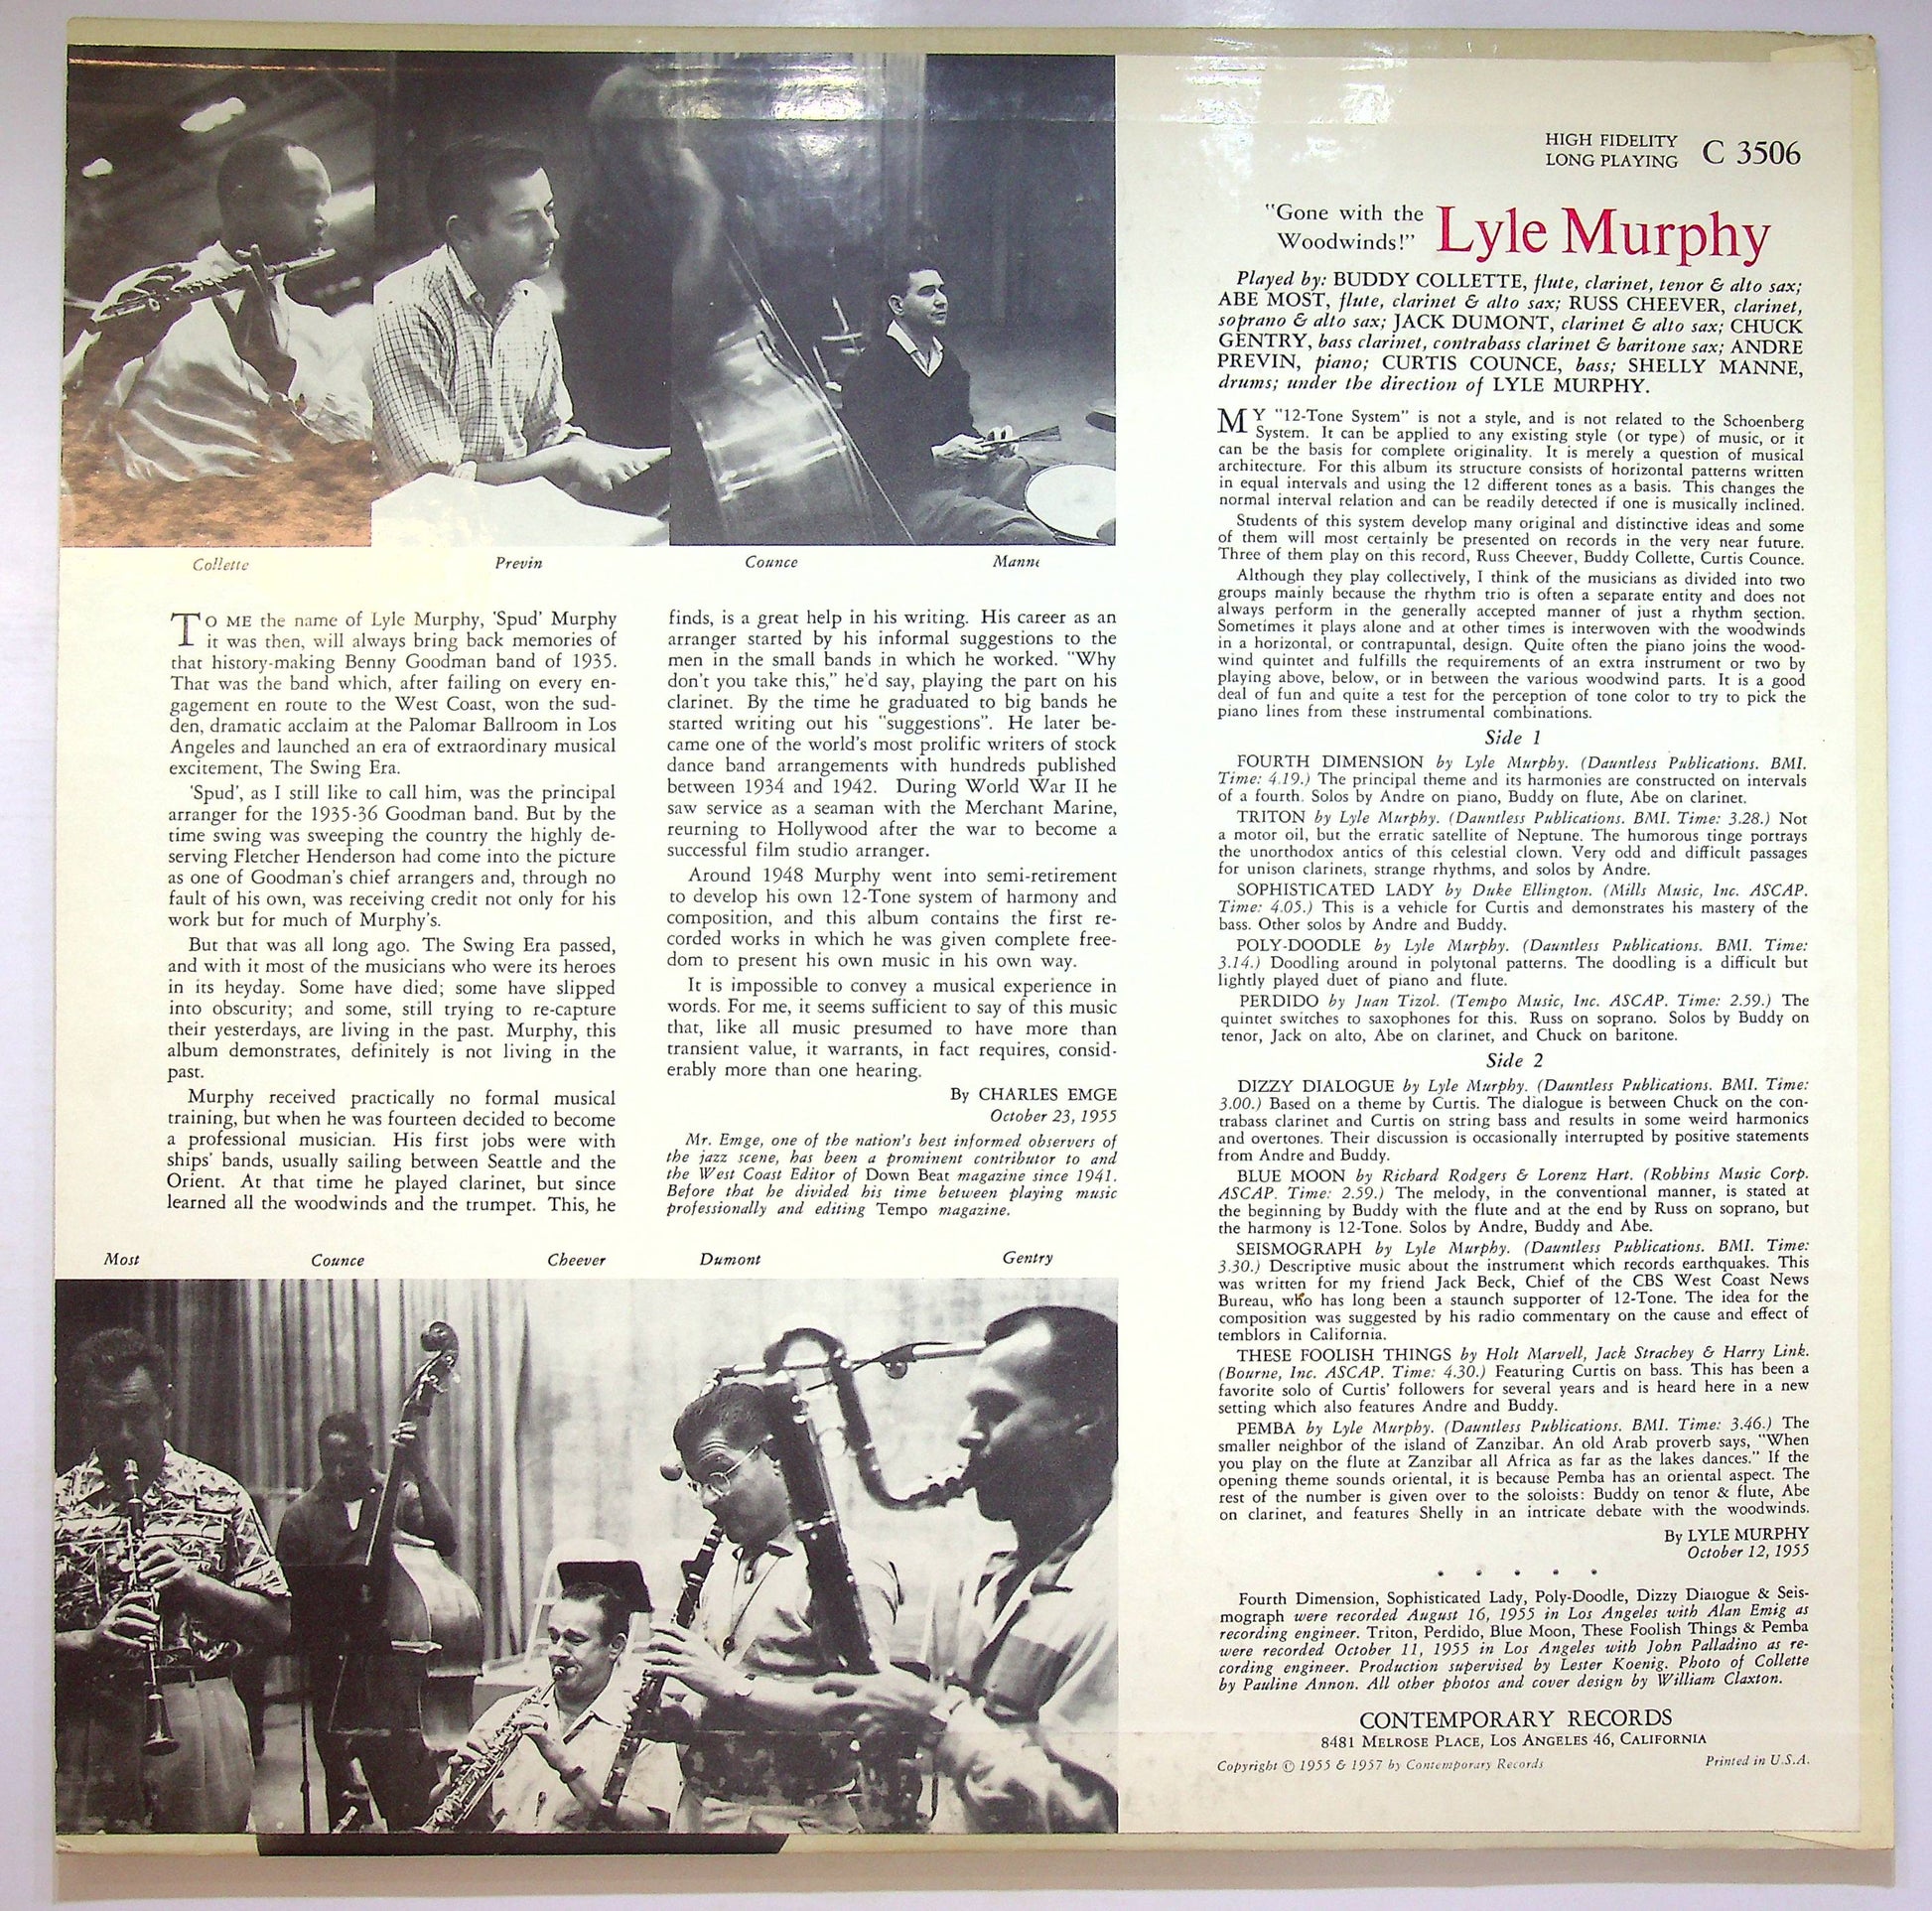 Collette Previn Counce Manne
TO ME the name of Lyle Murphy, 'Spud' Murphy
it was then, will always bring back memories of
that history-making Benny Goodman band of 1935.
That was the band which, after failing on every en-
gagement en route to the West Coast, won the sud-
den, dramatic acclaim at the Palomar Ballroom in Los
Angeles and launched an era of extraordinary musical
excitement, The Swing Era.
'Spud', as I still like to call him, was the principal
arranger for the 1935-36 Goodman band. But by the
time swing was sweeping the country the highly de-
serving Fletcher Henderson had come into the picture
as one of Goodman's chief arrangers and, through no
fault of his own, was receiving credit not only for his
work but for much of Murphy's.
But that was all long ago. The Swing Era passed,
and with it most of the musicians who were its heroes
in its heyday. Some have died; some have slipped
into obscurity; and some, still trying to re-capture
their yesterdays, are living in the past. Murphy, this
album demonstrates, definitely is not living in the
past.
Murphy received practically no formal musical
training, but when he was fourteen decided to become
a professional musician. His first jobs were with
ships' bands, usually sailing between Seattle and the
Orient. At that time he played clarinet, but since
learned all the woodwinds and the trumpet. This, he
finds, is a great help in his writing. His career as an
arranger started by his informal suggestions to the
men in the small bands in which he worked. "Why
don't you take this," he'd say, playing the part on his
clarinet. By the time he graduated to big bands he
started writing out his "suggestions". He later be-
came one of the world's most prolific writers of stock
dance band arrangements with hundreds published
between 1934 and 1942. During World War II he
saw service as a seaman with the Merchant Marine,
reurning to Hollywood after the war to become a
successful film studio arranger.
Around 1948 Murphy went into semi-retirement
to develop his own 12-Tone system of harmony and
composition, and this album contains the first re-
corded works in which he was given complete free-
dom to present his own music in his own way.
It is impossible to convey a musical experience in
words. For me, it seems sufficient to say of this music
that, like all music presumed to have more than
transient value, it warrants, in fact requires, consid-
erably more than one hearing.
By CHARLES EMGE
October 23, 1955
Mr. Emge, one of the nation's best informed observers of
the jazz scene, has been a prominent contributor to and
the West Coast Editor of Down Beat magazine since 1941.
Before that he divided his time between playing music
professionally and editing Tempo magazine.
Most Counce Cheever Dumont Gentry
HIGH FIDELITY
LONG PLAYING C 3506
"Gone with the
Woodwinds!" Lyle Murphy
Played by: BUDDY COLLETTE, flute, clarinet, tenor & alto sax;
ABE MOST, flute, clarinet & alto sax; RUSS CHEEVER, clarinet,
soprano & alto sax; JACK DUMONT, clarinet & alto sax; CHUCK
GENTRY, bass clarinet, contrabass clarinet & baritone sax; ANDRE
PREVIN, piano; CURTIS COUNCE, bass; SHELLY MANNE,
drums; under the direction of LYLE MURPHY.
MY "12-Tone System" is not a style, and is not related to the Schoenberg
System. It can be applied to any existing style (or type) of music, or it
can be the basis for complete originality. It is merely a question of musical
architecture. For this album its structure consists of horizontal patterns written
in equal intervals and using the 12 different tones as a basis. This changes the
normal interval relation and can be readily detected if one is musically inclined.
Students of this system develop many original and distinctive ideas and some
of them will most certainly be presented on records in the very near future.
Three of them play on this record, Russ Cheever, Buddy Collette, Curtis Counce.
Although they play collectively, I think of the musicians as divided into two
groups mainly because the rhythm trio is often a separate entity and does not
always perform in the generally accepted manner of just a rhythm section.
Sometimes it plays alone and at other times is interwoven with the woodwinds
in a horizontal, or contrapuntal, design. Quite often the piano joins the wood-
wind quintet and fulfills the requirements of an extra instrument or two by
playing above, below, or in between the various woodwind parts. It is a good
deal of fun and quite a test for the perception of tone color to try to pick the
piano lines from these instrumental combinations.
Side 1
FOURTH DIMENSION by Lyle Murphy. (Dauntless Publications. BMI.
Time: 4.19.) The principal theme and its harmonies are constructed on intervals
of a fourth. Solos by Andre on piano, Buddy on flute, Abe on clarinet.
TRITON by Lyle Murphy. (Dauntless Publications. BMI. Time: 3.28.) Not
a motor oil, but the erratic satellite of Neptune. The humorous tinge portrays
the unorthodox antics of this celestial clown. Very odd and difficult passages
for unison clarinets, strange rhythms, and solos by Andre.
SOPHISTICATED LADY by Duke Ellington. (Mills Music, Inc. ASCAP.
Time: 4.05.) This is a vehicle for Curtis and demonstrates his mastery of the
bass. Other solos by Andre and Buddy.
POLY-DOODLE by Lyle Murphy. (Dauntless Publications. BMI. Time:
3.14.) Doodling around in polytonal patterns. The doodling is a difficult but
lightly played duet of piano and flute.
PERDIDO by Juan Tizol. (Tempo Music, Inc. ASCAP. Time: 2.59.) The
quintet switches to saxophones for this. Russ on soprano. Solos by Buddy on
tenor, Jack on alto, Abe on clarinet, and Chuck on baritone.
Side 2
DIZZY DIALOGUE by Lyle Murphy. (Dauntless Publications. BMI. Time:
3.00.) Based on a theme by Curtis. The dialogue is between Chuck on the con-
trabass clarinet and Curtis on string bass and results in some weird harmonics
and overtones. Their discussion is occasionally interrupted by positive statements
from Andre and Buddy.
BLUE MOON by Richard Rodgers & Lorenz Hart. (Robbins Music Corp.
ASCAP. Time: 2.59.) The melody, in the conventional manner, is stated at
the beginning by Buddy with the flute and at the end by Russ on soprano, but
the harmony is 12-Tone. Solos by Andre, Buddy and Abe.
SEISMOGRAPH by Lyle Murphy. (Dauntless Publications. BMI. Time:
3.30.) Descriptive music about the instrument which records earthquakes. This
was written for my friend Jack Beck, Chief of the CBS West Coast News
Bureau, who has long been a staunch supporter of 12-Tone. The idea for the
composition was suggested by his radio commentary on the cause and effect of
temblors in California.
THESE FOOLISH THINGS by Holt Marvell, Jack Strachey & Harry Link.
(Bourne, Inc. ASCAP. Time: 4.30.) Featuring Curtis on bass. This has been a
favorite solo of Curtis' followers for several years and is heard here in a new
setting which also features Andre and Buddy.
PEMBA by Lyle Murphy. (Dauntless Publications. BMI. Time: 3.46.) The
smaller neighbor of the island of Zanzibar. An old Arab proverb says, "When
you play on the flute at Zanzibar all Africa as far as the lakes dances." If the
opening theme sounds oriental, it is because Pemba has an oriental aspect. The
rest of the number is given over to the soloists: Buddy on tenor & flute, Abe
on clarinet, and features Shelly in an intricate debate with the woodwinds.
By LYLE MURPHY
October 12, 1955
Fourth Dimension, Sophisticated Lady, Poly-Doodle, Dizzy Dialogue & Seis-
mograph were recorded August 16, 1955 in Los Angeles with Alan Emig as
recording engineer. Triton, Perdido, Blue Moon, These Foolish Things & Pemba
were recorded October 11, 1955 in Los Angeles with John Palladino as re-
cording engineer. Production supervised by Lester Koenig. Photo of Collette
by Pauline Annon. All other photos and cover design by William Claxton.
CONTEMPORARY RECORDS
8481 MELROSE PLACE, LOS ANGELES 46, CALIFORNIA
Copyright © 1955 & 1957 by Contemporary Records Printed in U.S.A.